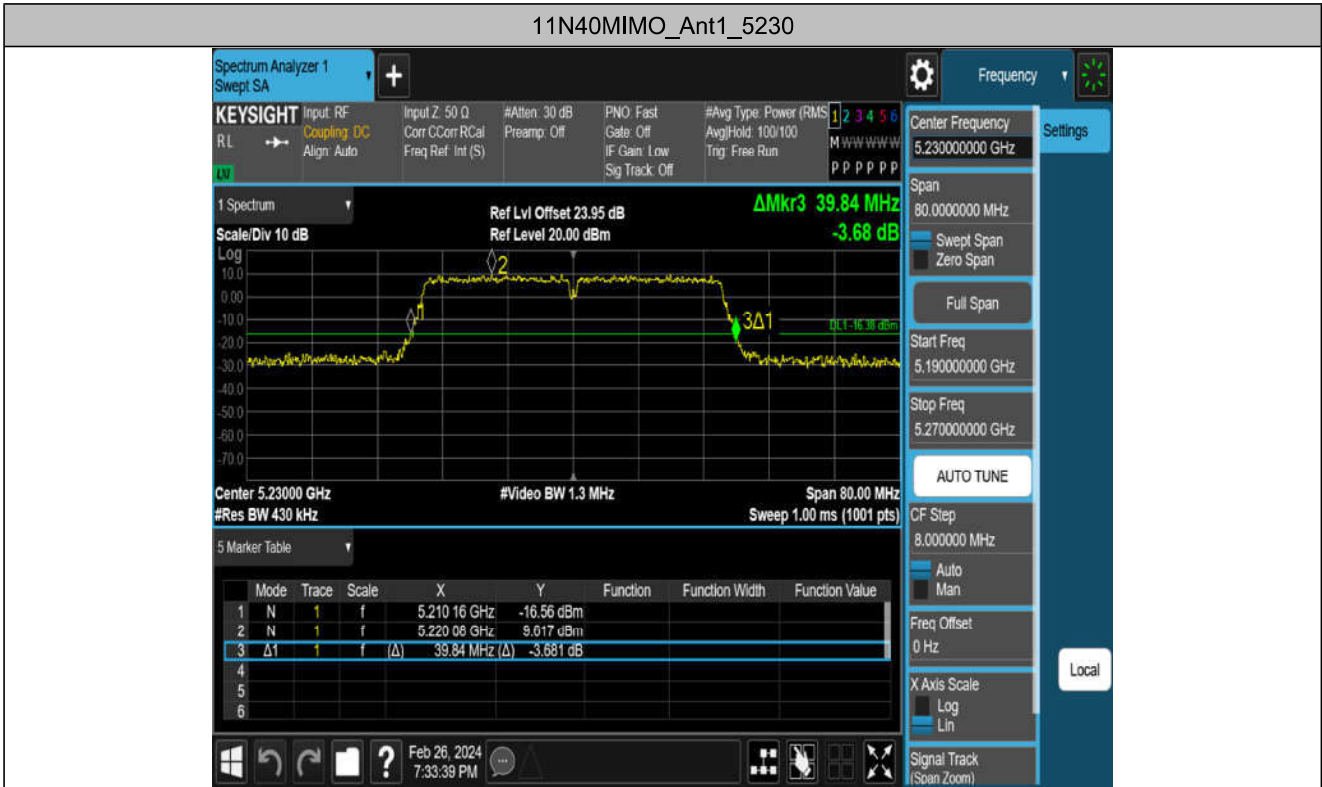 11N40MIMO_Ant1_5230
Spectrum Analyzer 1
Swept SA
Frequency
KEYSIGHT
RL
LXI
Input: RF
Coupling: DC
Align: Auto
Input Z: 50 Ω
Corr CCorr RCal
Freq Ref: Int (S)
#Atten: 30 dB
Preamp: Off
PNO: Fast
Gate: Off
IF Gain: Low
Sig Track: Off
#Avg Type: Power (RMS
Avg|Hold: 100/100
Trig: Free Run
1 2 3 4 5 6
M W W W W W
P P P P P P
1 Spectrum
Scale/Div 10 dB
Ref Lvl Offset 23.95 dB
Ref Level 20.00 dBm
ΔMkr3 39.84 MHz
-3.68 dB
Log
10.0
0.00
-10.0
-20.0
-30.0
-40.0
-50.0
-60.0
-70.0
2
3Δ1
DL1 -16.38 dBm
Center 5.23000 GHz
#Res BW 430 kHz
#Video BW 1.3 MHz
Span 80.00 MHz
Sweep 1.00 ms (1001 pts)
5 Marker Table
Mode Trace Scale X Y Function Function Width Function Value
1 N 1 f 5.210 16 GHz -16.56 dBm
2 N 1 f 5.220 08 GHz 9.617 dBm
3 Δ1 1 f (Δ) 39.84 MHz (Δ) -3.681 dB
4
5
6
Feb 26, 2024
7:33:39 PM
Center Frequency
5.230000000 GHz
Settings
Span
80.0000000 MHz
Swept Span
Zero Span
Full Span
Start Freq
5.190000000 GHz
Stop Freq
5.270000000 GHz
AUTO TUNE
CF Step
8.000000 MHz
Auto
Man
Freq Offset
0 Hz
Local
X Axis Scale
Log
Lin
Signal Track
(Span Zoom)